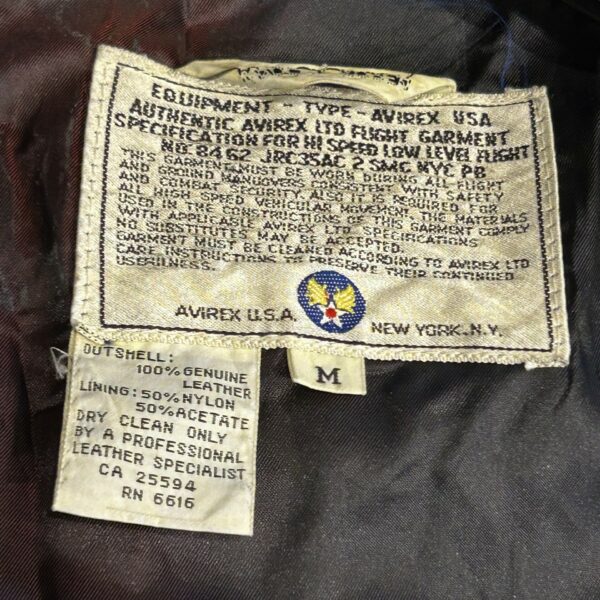 EQUIPMENT - TYPE - AVIREX USA
AUTHENTIC AVIREX LTD FLIGHT GARMENT
SPECIFICATION FOR HI SPEED LOW LEVEL FLIGHT
NO. 8462 JRC35AC 2 SMC NYC PB
THIS GARMENT MUST BE WORN DURING ALL FLIGHT
AND GROUND MANUOVERS CONSISTENT WITH SAFETY
AND COMBAT SECURITY ALSO IT IS REQUIRED FOR
ALL HIGH SPEED VEHICULAR MOVEMENT. THE MATERIALS
USED IN THE CONSTRUCTIONS OF THIS GARMENT COMPLY
WITH APPLICABLE AVIREX LTD SPECIFICATIONS
NO SUBSTITUTES MAY BE ACCEPTED.
GARMENT MUST BE CLEANED ACCORDING TO AVIREX LTD
CARE INSTRUCTIONS TO PRESERVE THEIR CONTINUED
USEFULNESS.
AVIREX U.S.A. NEW YORK.N.Y.
M
OUTSHELL:
100% GENUINE
LEATHER
LINING: 50% NYLON
50% ACETATE
DRY CLEAN ONLY
BY A PROFESSIONAL
LEATHER SPECIALIST
CA 25594
RN 6616